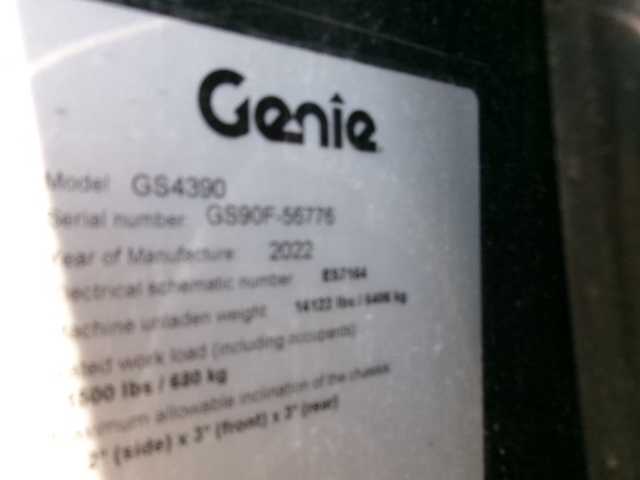 Genie
Model GS4390
Serial number: GS90F-56776
Year of Manufacture: 2022
Electrical schematic number ES7164
Machine unladen weight 14122 lbs / 6406 kg
Rated work load (including occupants)
1500 lbs / 680 kg
Maximum allowable inclination of the chassis
(side) x 3° (front) x 3° (rear)